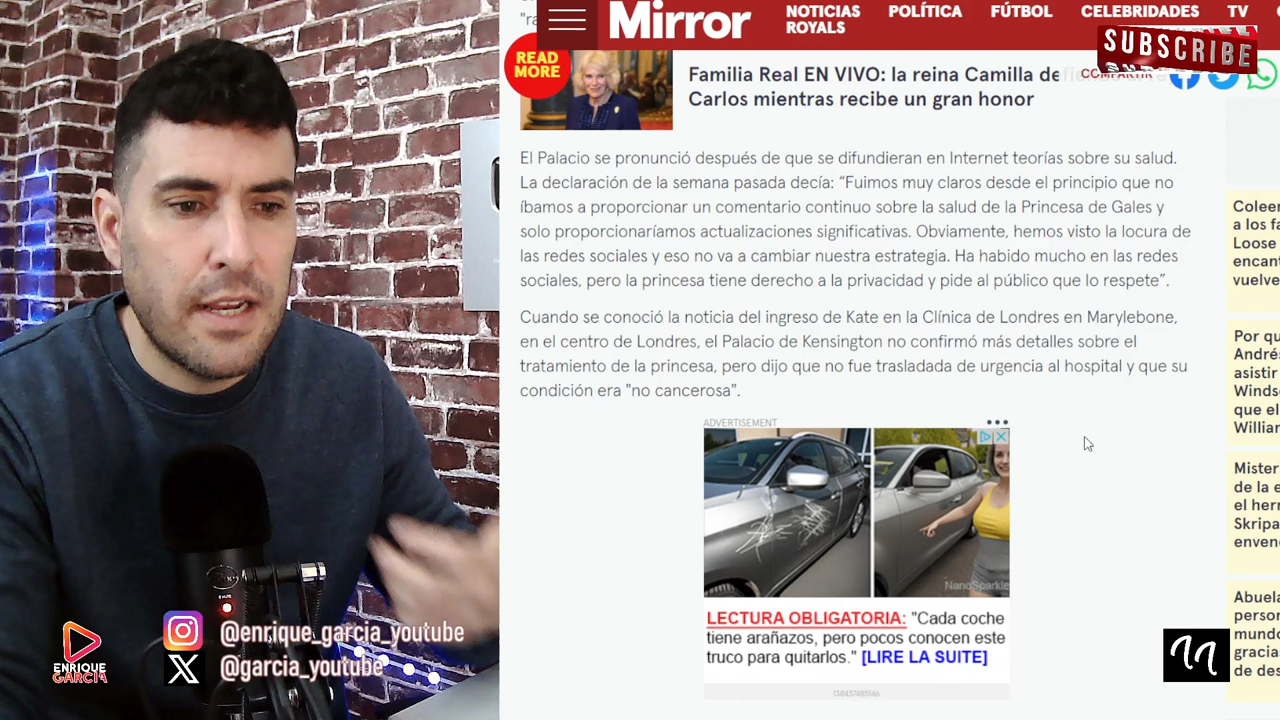 Mirror
NOTICIAS
ROYALS
POLÍTICA
FÚTBOL
CELEBRIDADES
TV
SUBSCRIBE
READ
MORE
Familia Real EN VIVO: la reina Camilla
Carlos mientras recibe un gran honor
COMPARTIR
El Palacio se pronunció después de que se difundieran en Internet teorías sobre su salud.
La declaración de la semana pasada decía: “Fuimos muy claros desde el principio que no
íbamos a proporcionar un comentario continuo sobre la salud de la Princesa de Gales y
solo proporcionaríamos actualizaciones significativas. Obviamente, hemos visto la locura de
las redes sociales y eso no va a cambiar nuestra estrategia. Ha habido mucho en las redes
sociales, pero la princesa tiene derecho a la privacidad y pide al público que lo respete”.
Cuando se conoció la noticia del ingreso de Kate en la Clínica de Londres en Marylebone,
en el centro de Londres, el Palacio de Kensington no confirmó más detalles sobre el
tratamiento de la princesa, pero dijo que no fue trasladada de urgencia al hospital y que su
condición era "no cancerosa".
ADVERTISEMENT
NanoSparkle
LECTURA OBLIGATORIA: "Cada coche
tiene arañazos, pero pocos conocen este
truco para quitarlos." [LIRE LA SUITE]
138437485146
Coleen
a los fa
Loose
encant
vuelve
Por qu
André
asistir
Winds
que el
Willian
Mister
de la e
el herr
Skripa
enven
Abuela
person
mundo
gracias
de des
ENRIQUE
GARCIA
@enrique_garcia_youtube
@garcia_youtube